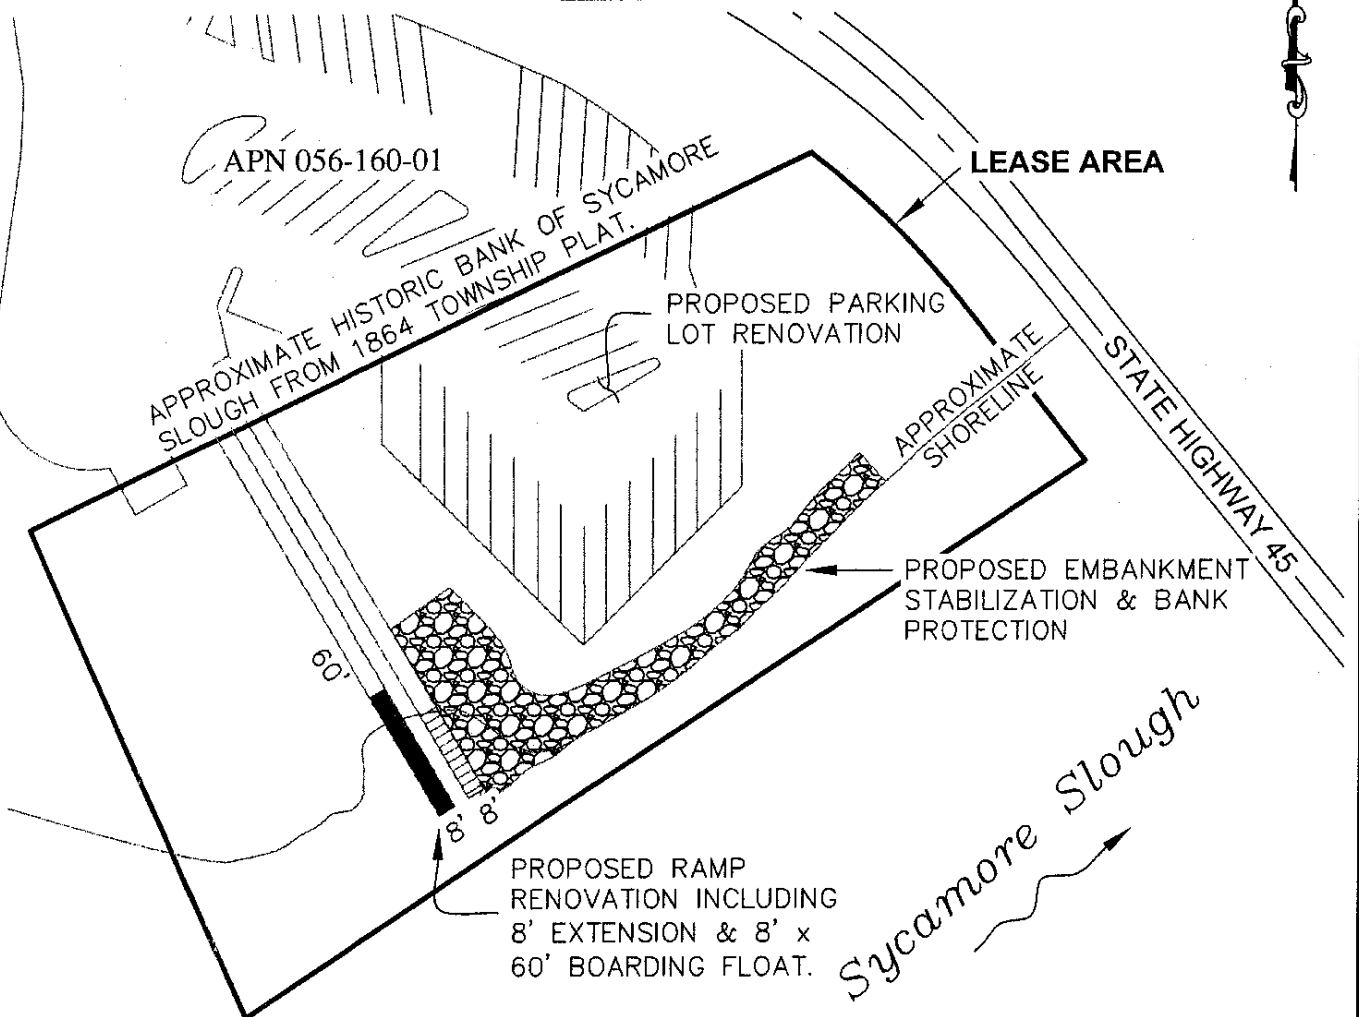 APN 056-160-01
LEASE AREA
APPROXIMATE HISTORIC BANK OF SYCAMORE
SLOUGH FROM 1864 TOWNSHIP PLAT.
PROPOSED PARKING
LOT RENOVATION
APPROXIMATE
SHORELINE
STATE HIGHWAY 45
PROPOSED EMBANKMENT
STABILIZATION & BANK
PROTECTION
60'
8' 8'
PROPOSED RAMP
RENOVATION INCLUDING
8' EXTENSION & 8' x
60' BOARDING FLOAT.
Sycamore Slough